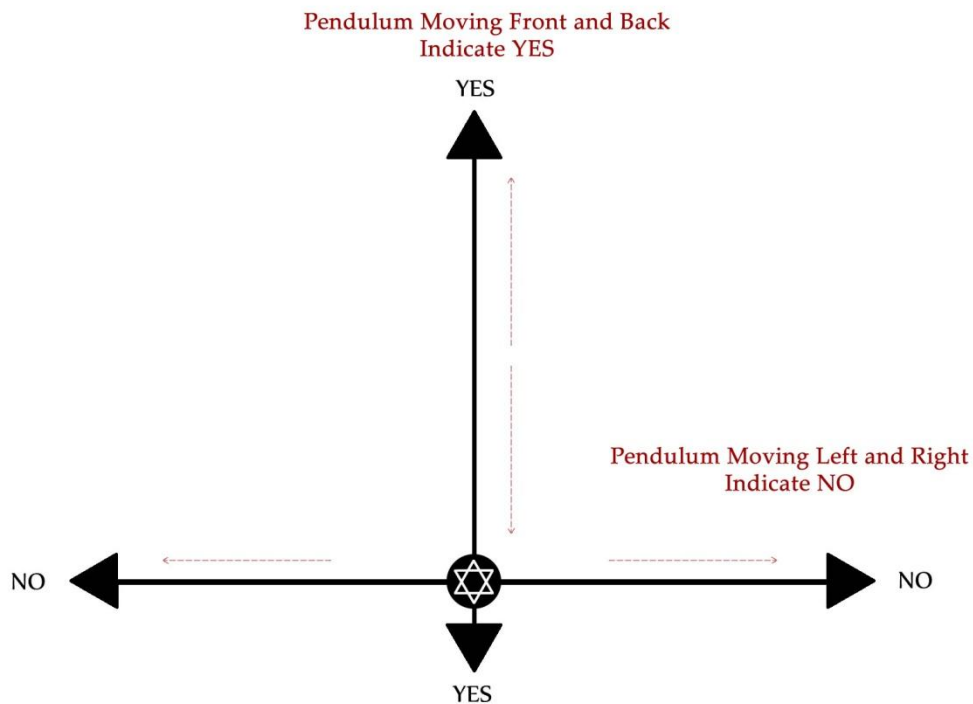 Pendulum Moving Front and Back
Indicate YES
YES
Pendulum Moving Left and Right
Indicate NO
NO
NO
YES